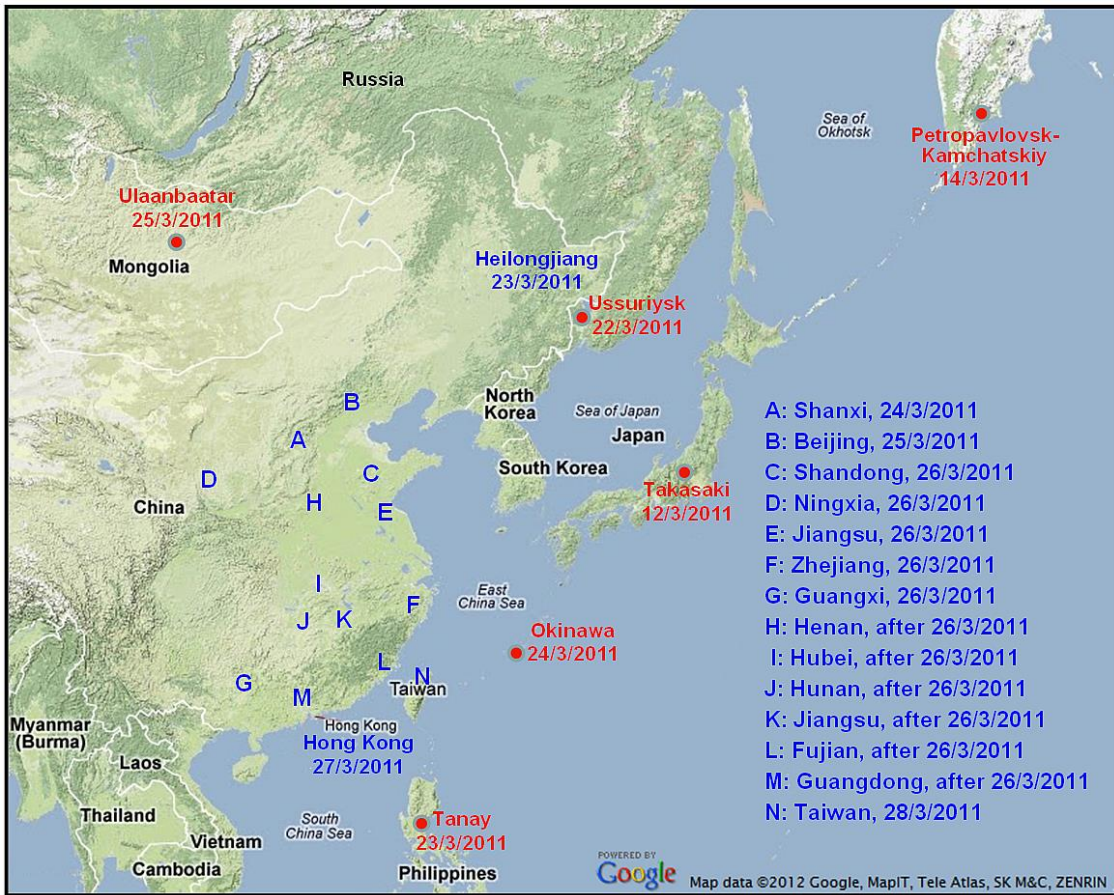 Russia
Sea of
Okhotsk
Petropavlovsk-
Kamchatskiy
14/3/2011
Ulaanbaatar
25/3/2011
Mongolia
Heilongjiang
23/3/2011
Ussuriysk
22/3/2011
B
North
Korea
Sea of Japan
Japan
A
South Korea
C
D
China
H
E
Takasaki
12/3/2011
I
East
China Sea
F
J
K
Okinawa
24/3/2011
L
N
Taiwan
G
M
Hong Kong
Hong Kong
27/3/2011
Myanmar
(Burma)
Laos
Thailand
Vietnam
Cambodia
South
China Sea
Tanay
23/3/2011
Philippines
A: Shanxi, 24/3/2011
B: Beijing, 25/3/2011
C: Shandong, 26/3/2011
D: Ningxia, 26/3/2011
E: Jiangsu, 26/3/2011
F: Zhejiang, 26/3/2011
G: Guangxi, 26/3/2011
H: Henan, after 26/3/2011
I: Hubei, after 26/3/2011
J: Hunan, after 26/3/2011
K: Jiangsu, after 26/3/2011
L: Fujian, after 26/3/2011
M: Guangdong, after 26/3/2011
N: Taiwan, 28/3/2011
POWERED BY
Google
Map data ©2012 Google, MapIT, Tele Atlas, SK M&C, ZENRIN